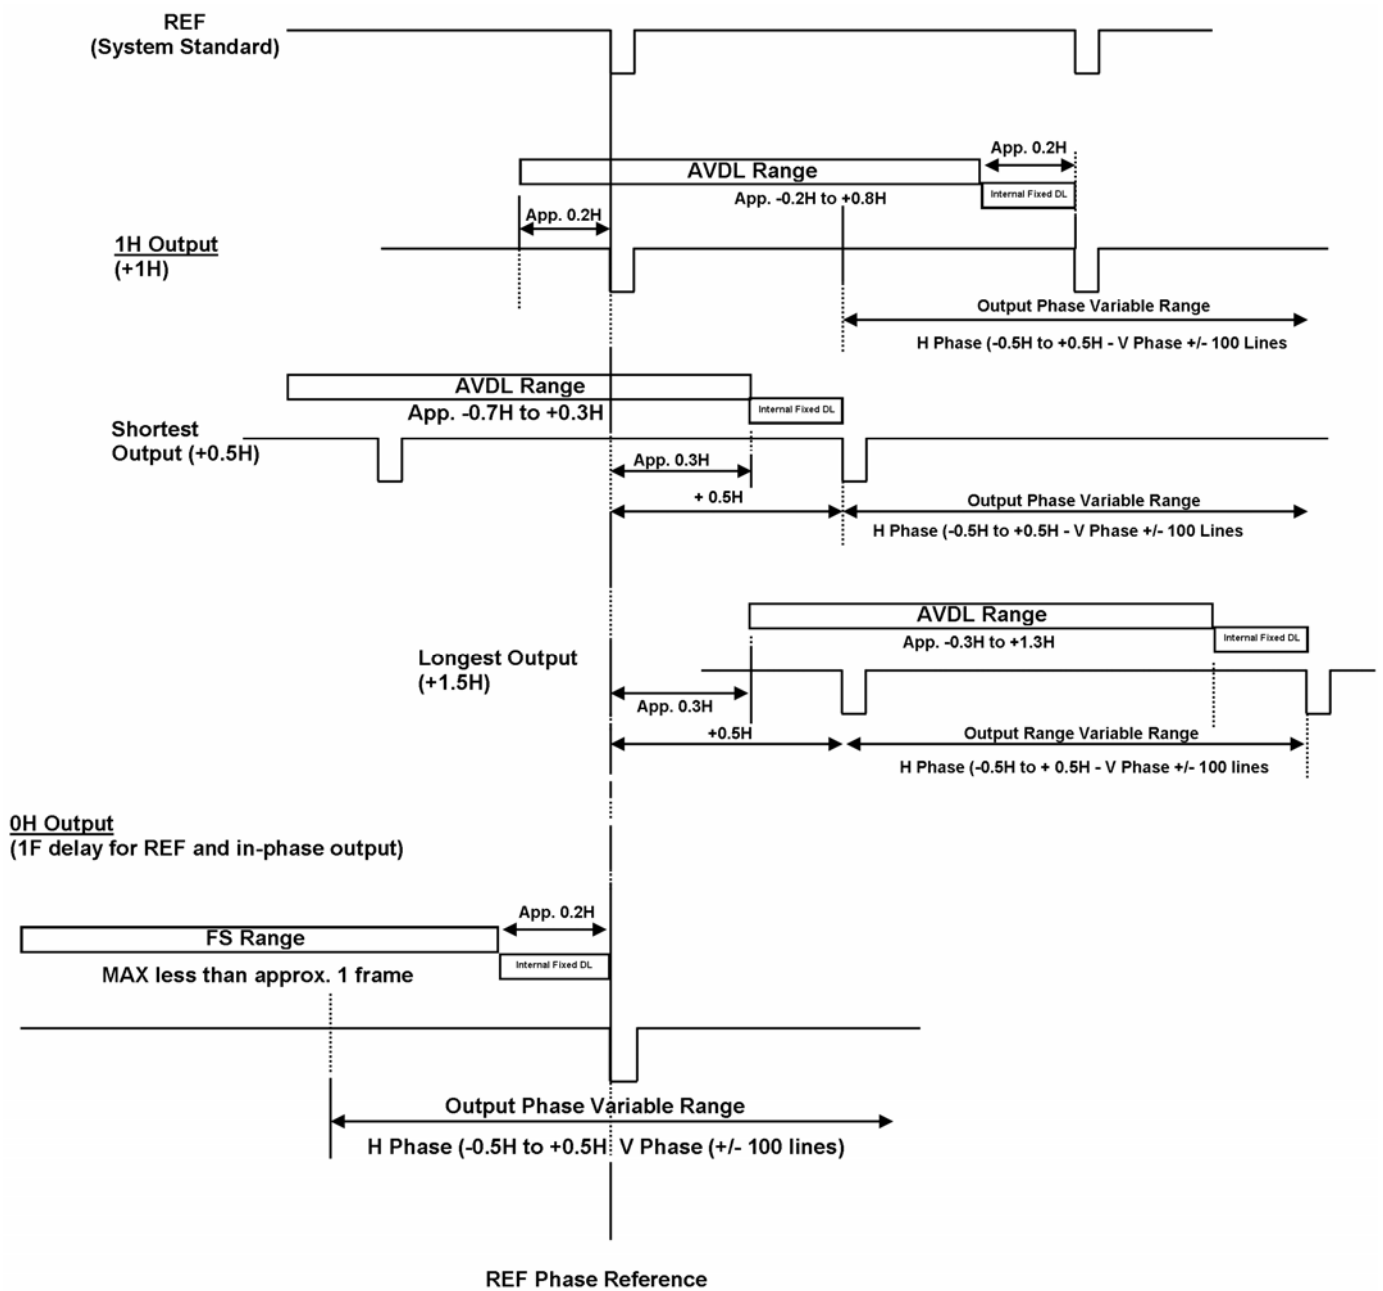 REF
(System Standard)
App. 0.2H
AVDL Range
Internal Fixed DL
App. -0.2H to +0.8H
App. 0.2H
1H Output
(+1H)
Output Phase Variable Range
H Phase (-0.5H to +0.5H - V Phase +/- 100 Lines
AVDL Range
App. -0.7H to +0.3H
Internal Fixed DL
Shortest
Output (+0.5H)
App. 0.3H
+ 0.5H
Output Phase Variable Range
H Phase (-0.5H to +0.5H - V Phase +/- 100 Lines
AVDL Range
App. -0.3H to +1.3H
Internal Fixed DL
Longest Output
(+1.5H)
App. 0.3H
+0.5H
Output Range Variable Range
H Phase (-0.5H to + 0.5H - V Phase +/- 100 lines
0H Output
(1F delay for REF and in-phase output)
App. 0.2H
FS Range
Internal Fixed DL
MAX less than approx. 1 frame
Output Phase Variable Range
H Phase (-0.5H to +0.5H V Phase (+/- 100 lines)
REF Phase Reference